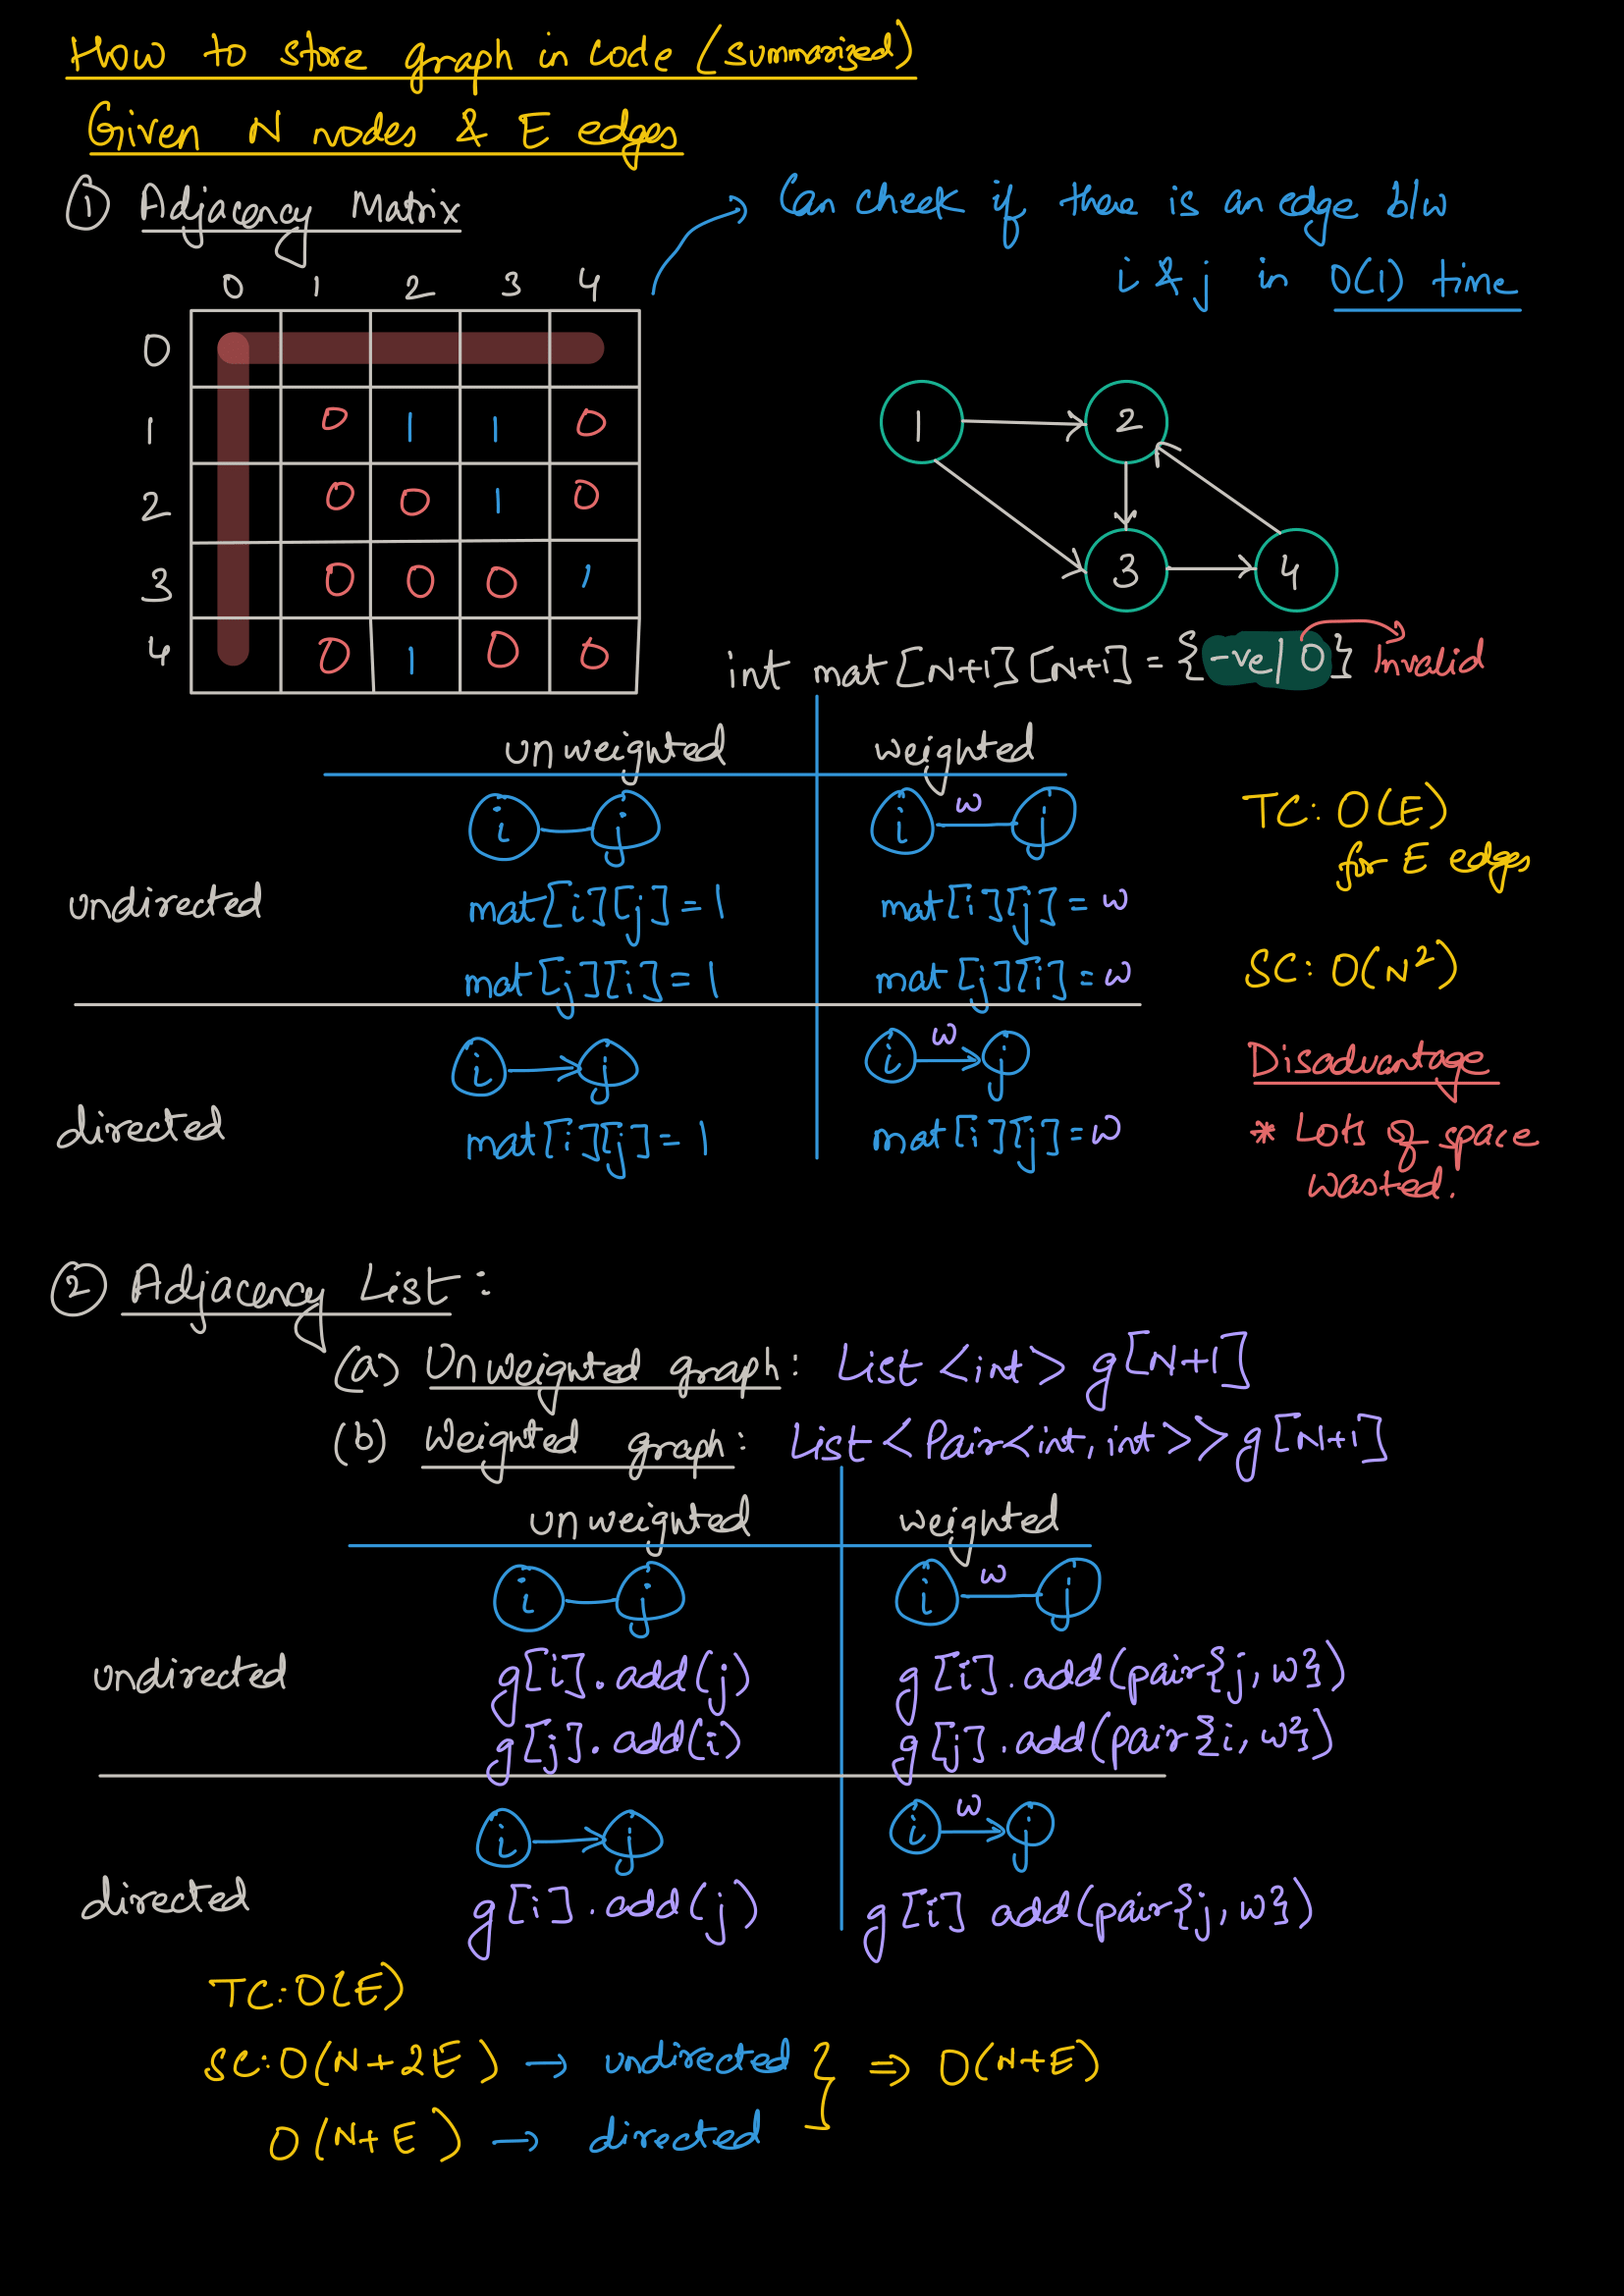 How to store graph in code (summarized)
Given N nodes & E edges
① Adjacency Matrix
→ Can check if there is an edge b/w
i & j in O(1) time
0 1 2 3 4
0
1 0 1 1 0
2 0 0 1 0
3 0 0 0 1
4 0 1 0 0
1 2
3 4
int mat[N+1][N+1] = {-ve/ 0} Invalid
unweighted weighted
i j i w j
undirected
mat[i][j] = 1 mat[i][j] = w
mat[j][i] = 1 mat[j][i] = w
i → j i w → j
directed
mat[i][j] = 1 mat[i][j] = w
TC: O(E)
for E edges
SC: O(N²)
Disadvantage
* Lots of space
wasted.
② Adjacency List :
(a) Unweighted graph : List <int> g[N+1]
(b) Weighted graph : List <Pair<int, int>> g[N+1]
unweighted weighted
i j i w j
undirected
g[i].add(j) g[i].add(pair{j, w})
g[j].add(i) g[j].add(pair{i, w})
i → j i w → j
directed
g[i].add(j) g[i] add(pair{j, w})
TC: O(E)
SC: O(N+2E) → undirected } ⇒ O(N+E)
O(N+E) → directed